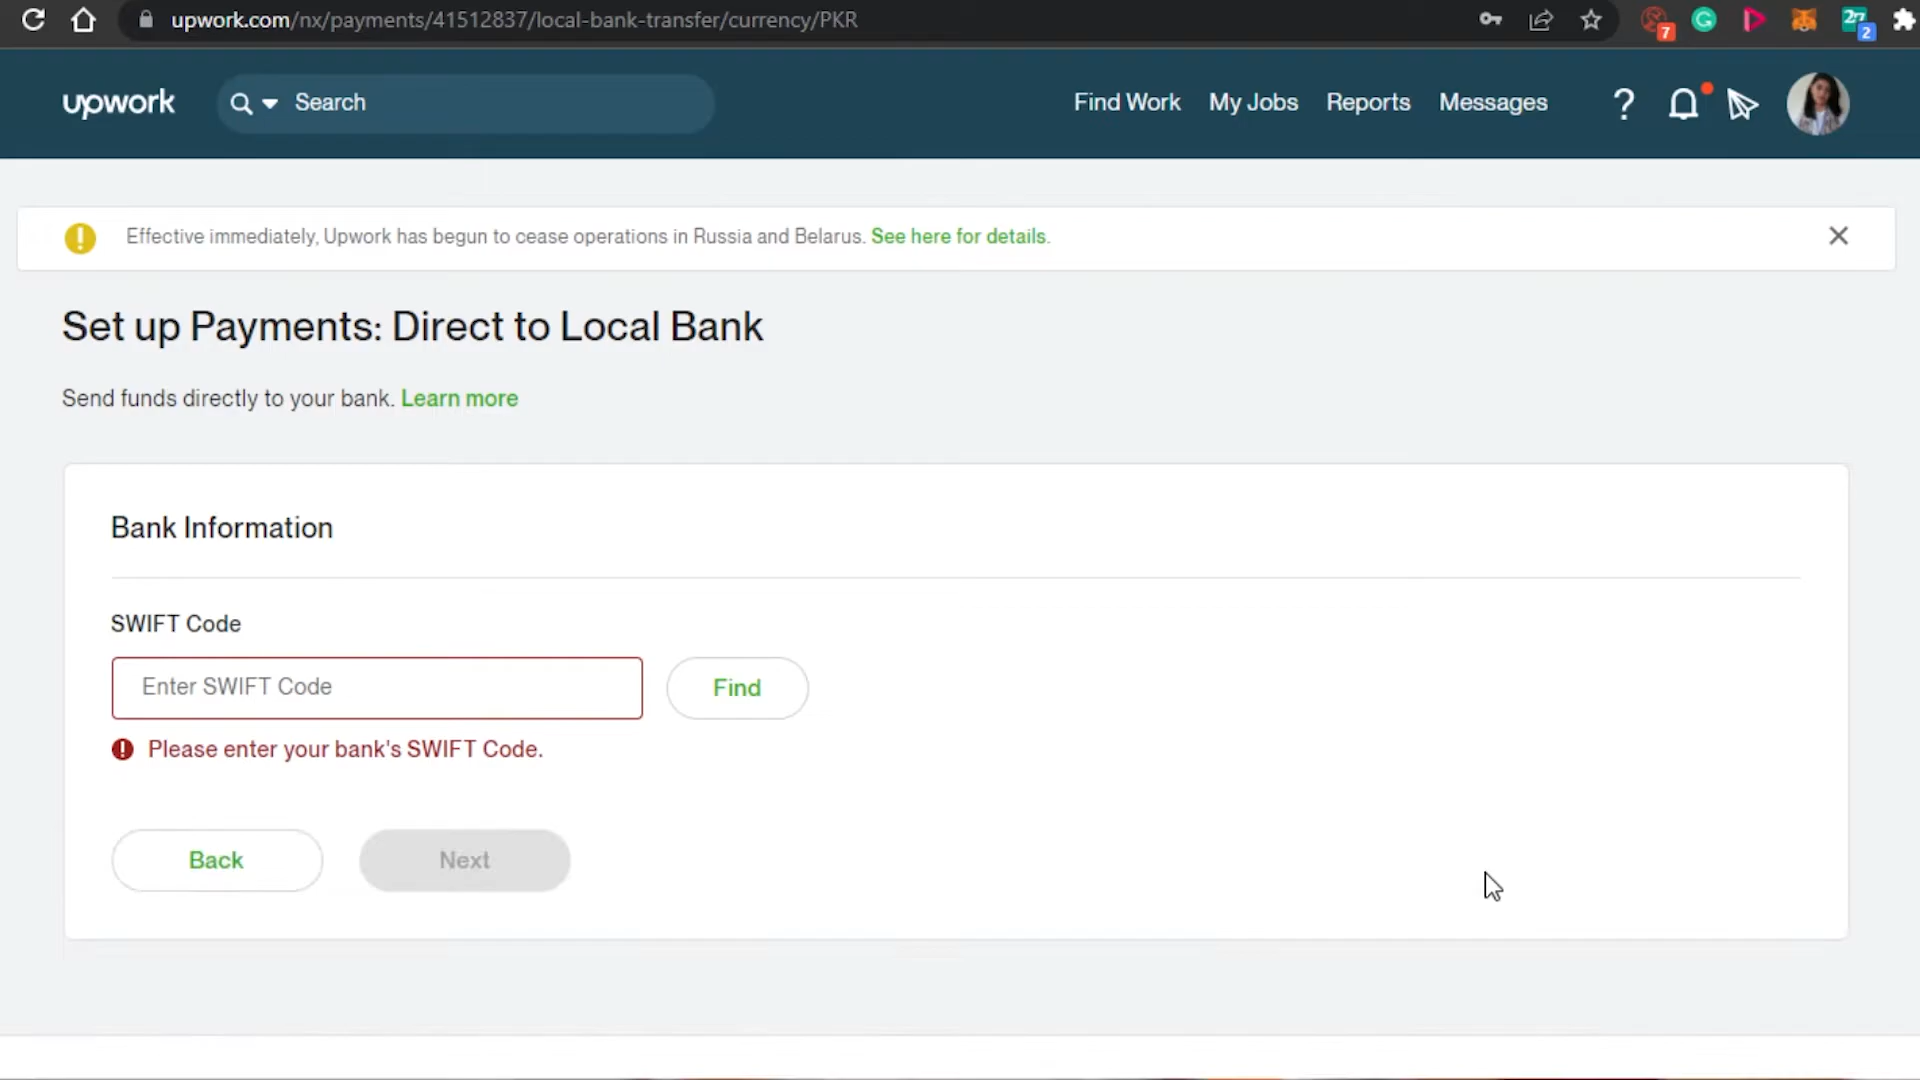 upwork.com/nx/payments/41512837/local-bank-transfer/currency/PKR
7
2
upwork
Search
Find Work
My Jobs
Reports
Messages
Effective immediately, Upwork has begun to cease operations in Russia and Belarus. See here for details.
Set up Payments: Direct to Local Bank
Send funds directly to your bank. Learn more
Bank Information
SWIFT Code
Enter SWIFT Code
Find
Please enter your bank's SWIFT Code.
Back
Next